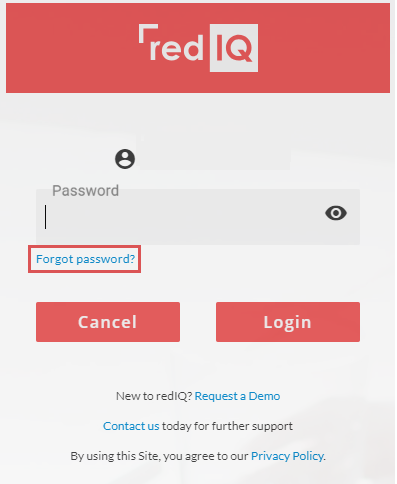 redIQ
Password
Forgot password?
Cancel
Login
New to redIQ? Request a Demo
Contact us today for further support
By using this Site, you agree to our Privacy Policy.